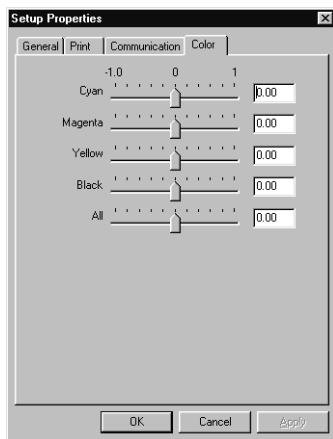 Setup Properties
General Print Communication Color
-1.0 0 1
Cyan 0.00
Magenta 0.00
Yellow 0.00
Black 0.00
All 0.00
OK Cancel Apply